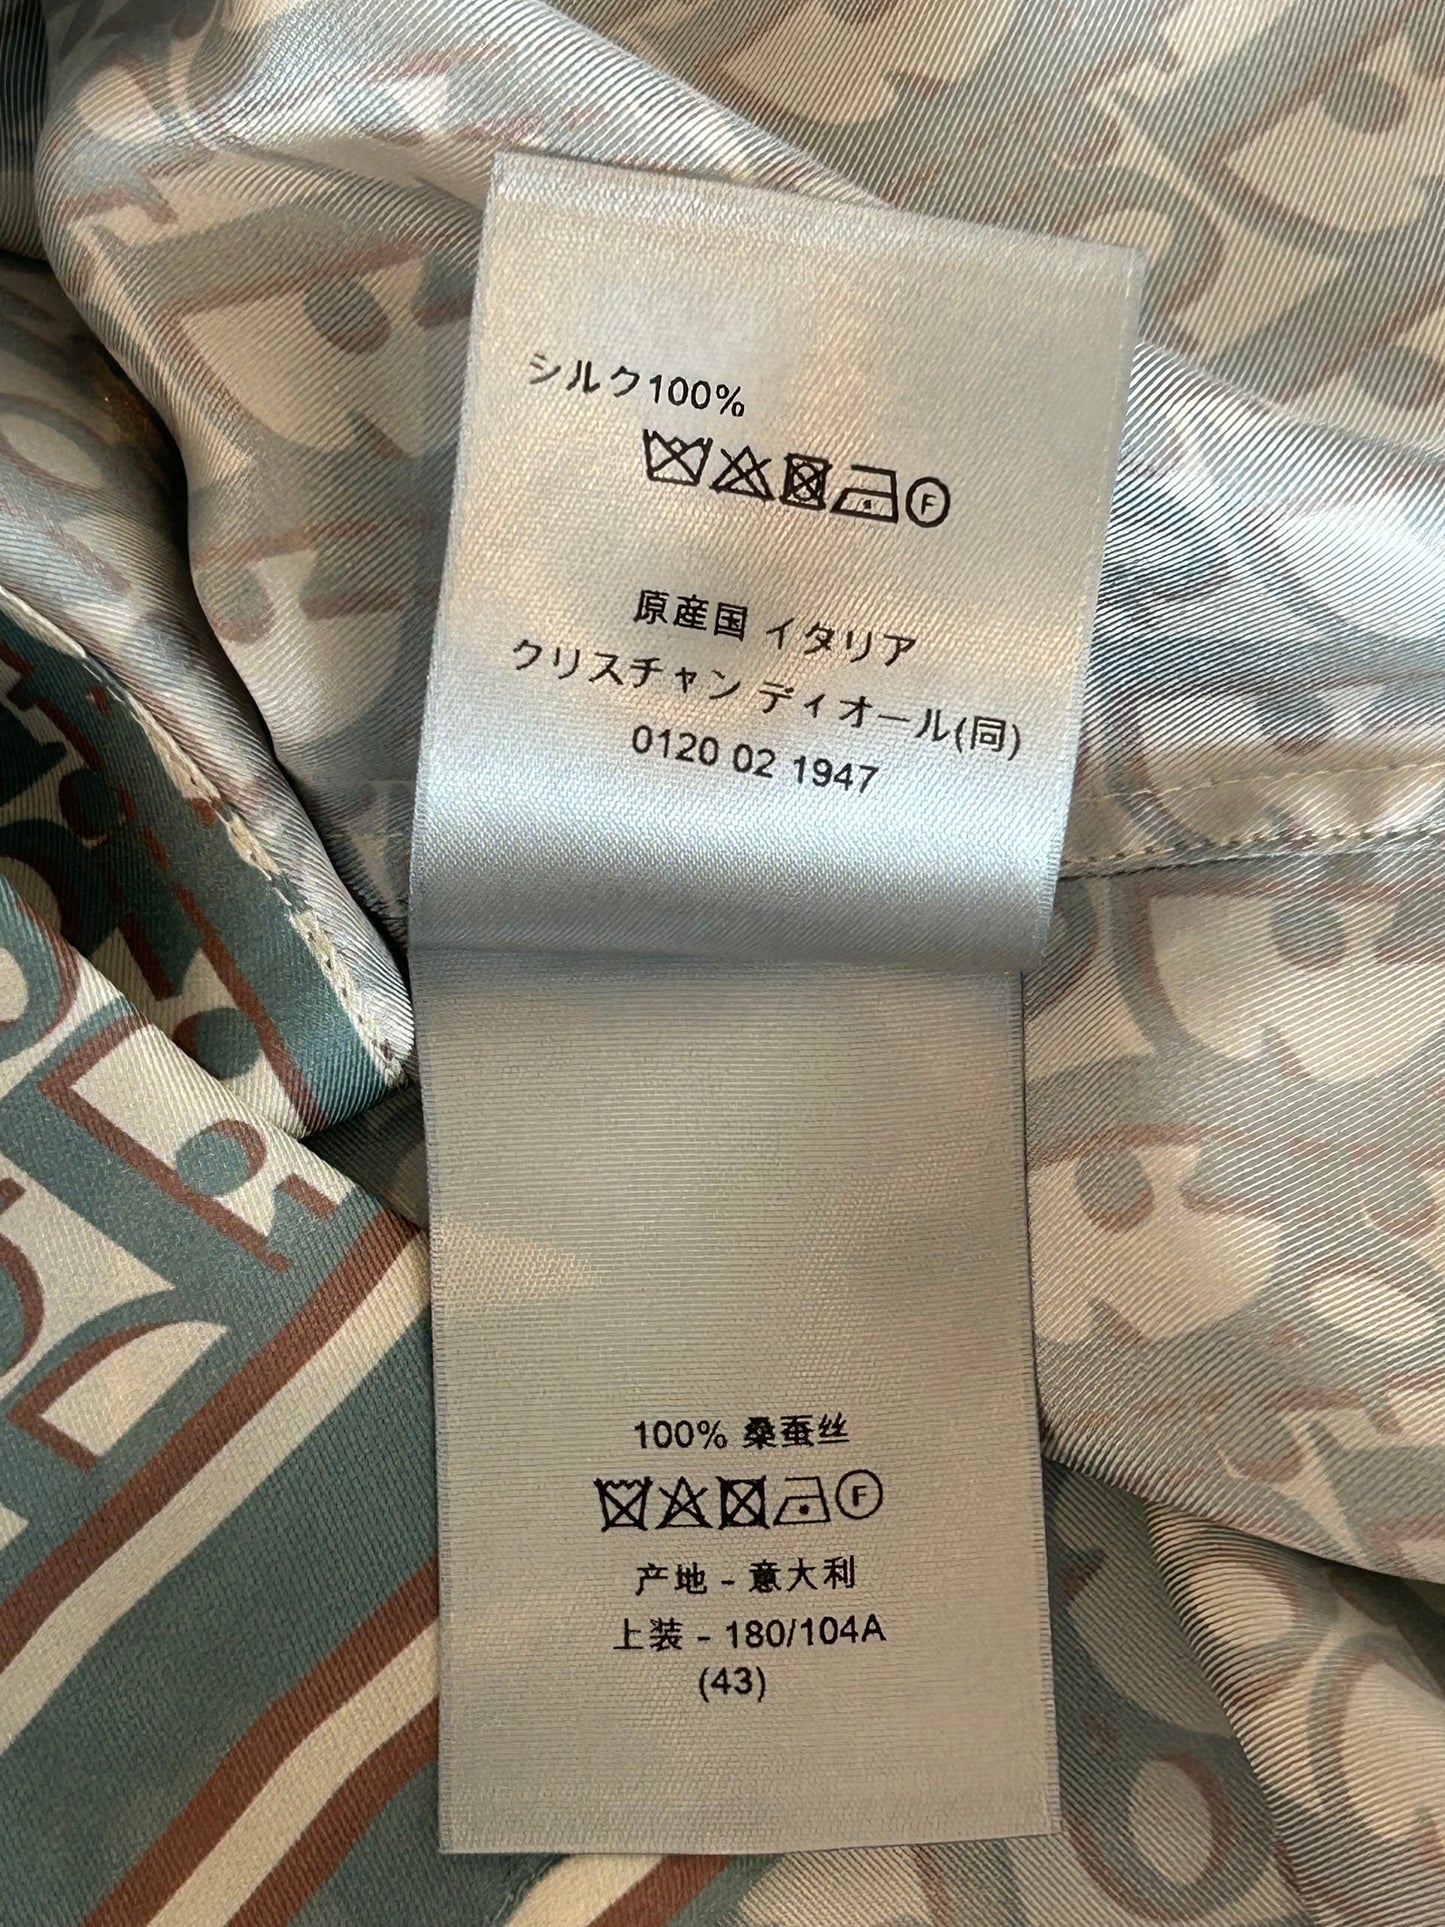 シルク100%
F
原産国 イタリア
クリスチャン ディオール(同)
0120 02 1947
100% 桑蚕丝
F
产地 - 意大利
上装 - 180/104A
(43)